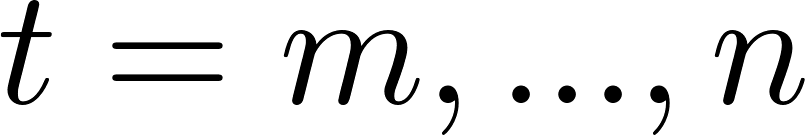 t = m, ..., n